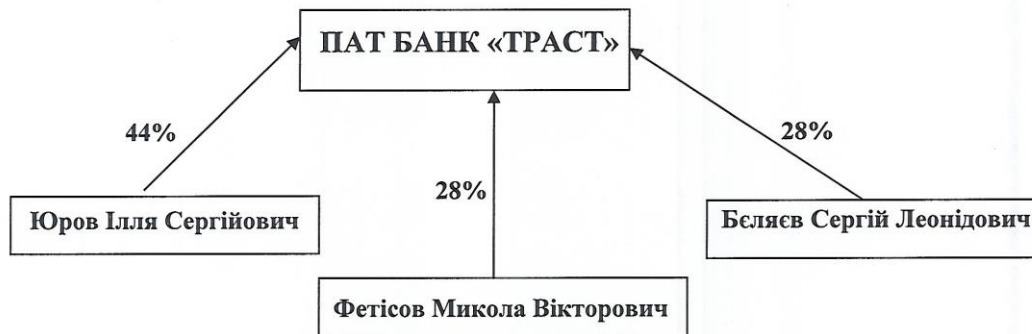 ПАТ БАНК «ТРАСТ»
44%
28%
28%
Юров Ілля Сергійович
Бєляєв Сергій Леонідович
Фетісов Микола Вікторович